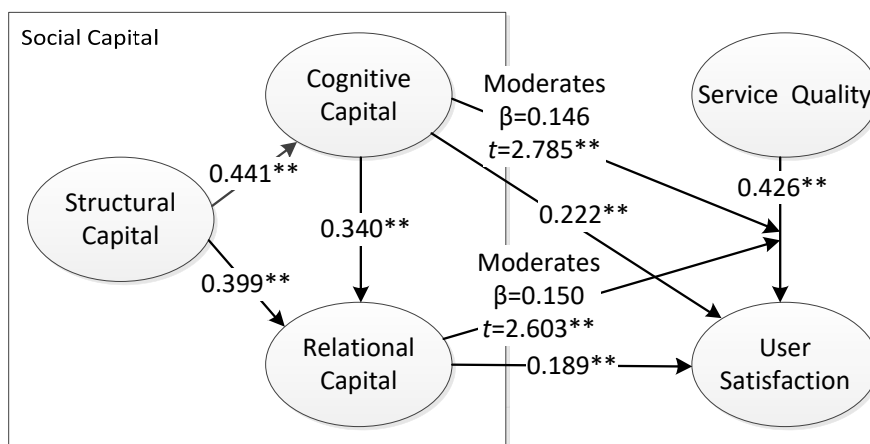 Social Capital
Cognitive
Capital
Moderates
β=0.146
t=2.785**
Service Quality
0.441**
0.426**
Structural
Capital
0.340**
0.222**
0.399**
Moderates
β=0.150
t=2.603**
Relational
Capital
0.189**
User
Satisfaction